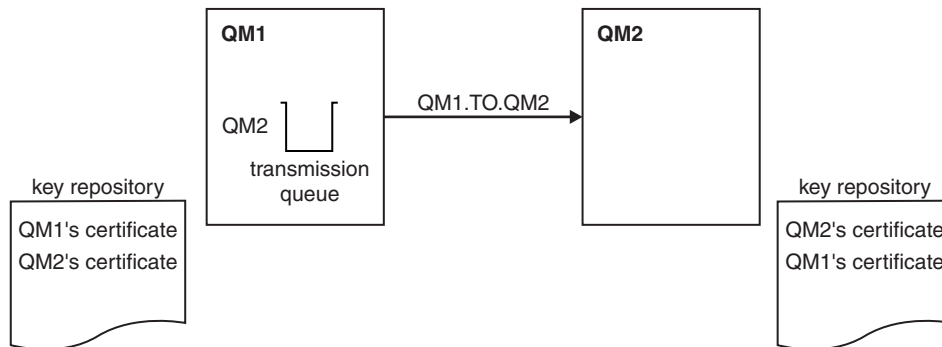 QM1
QM2
QM1.TO.QM2
QM2
transmission
queue
key repository
QM1's certificate
QM2's certificate
key repository
QM2's certificate
QM1's certificate